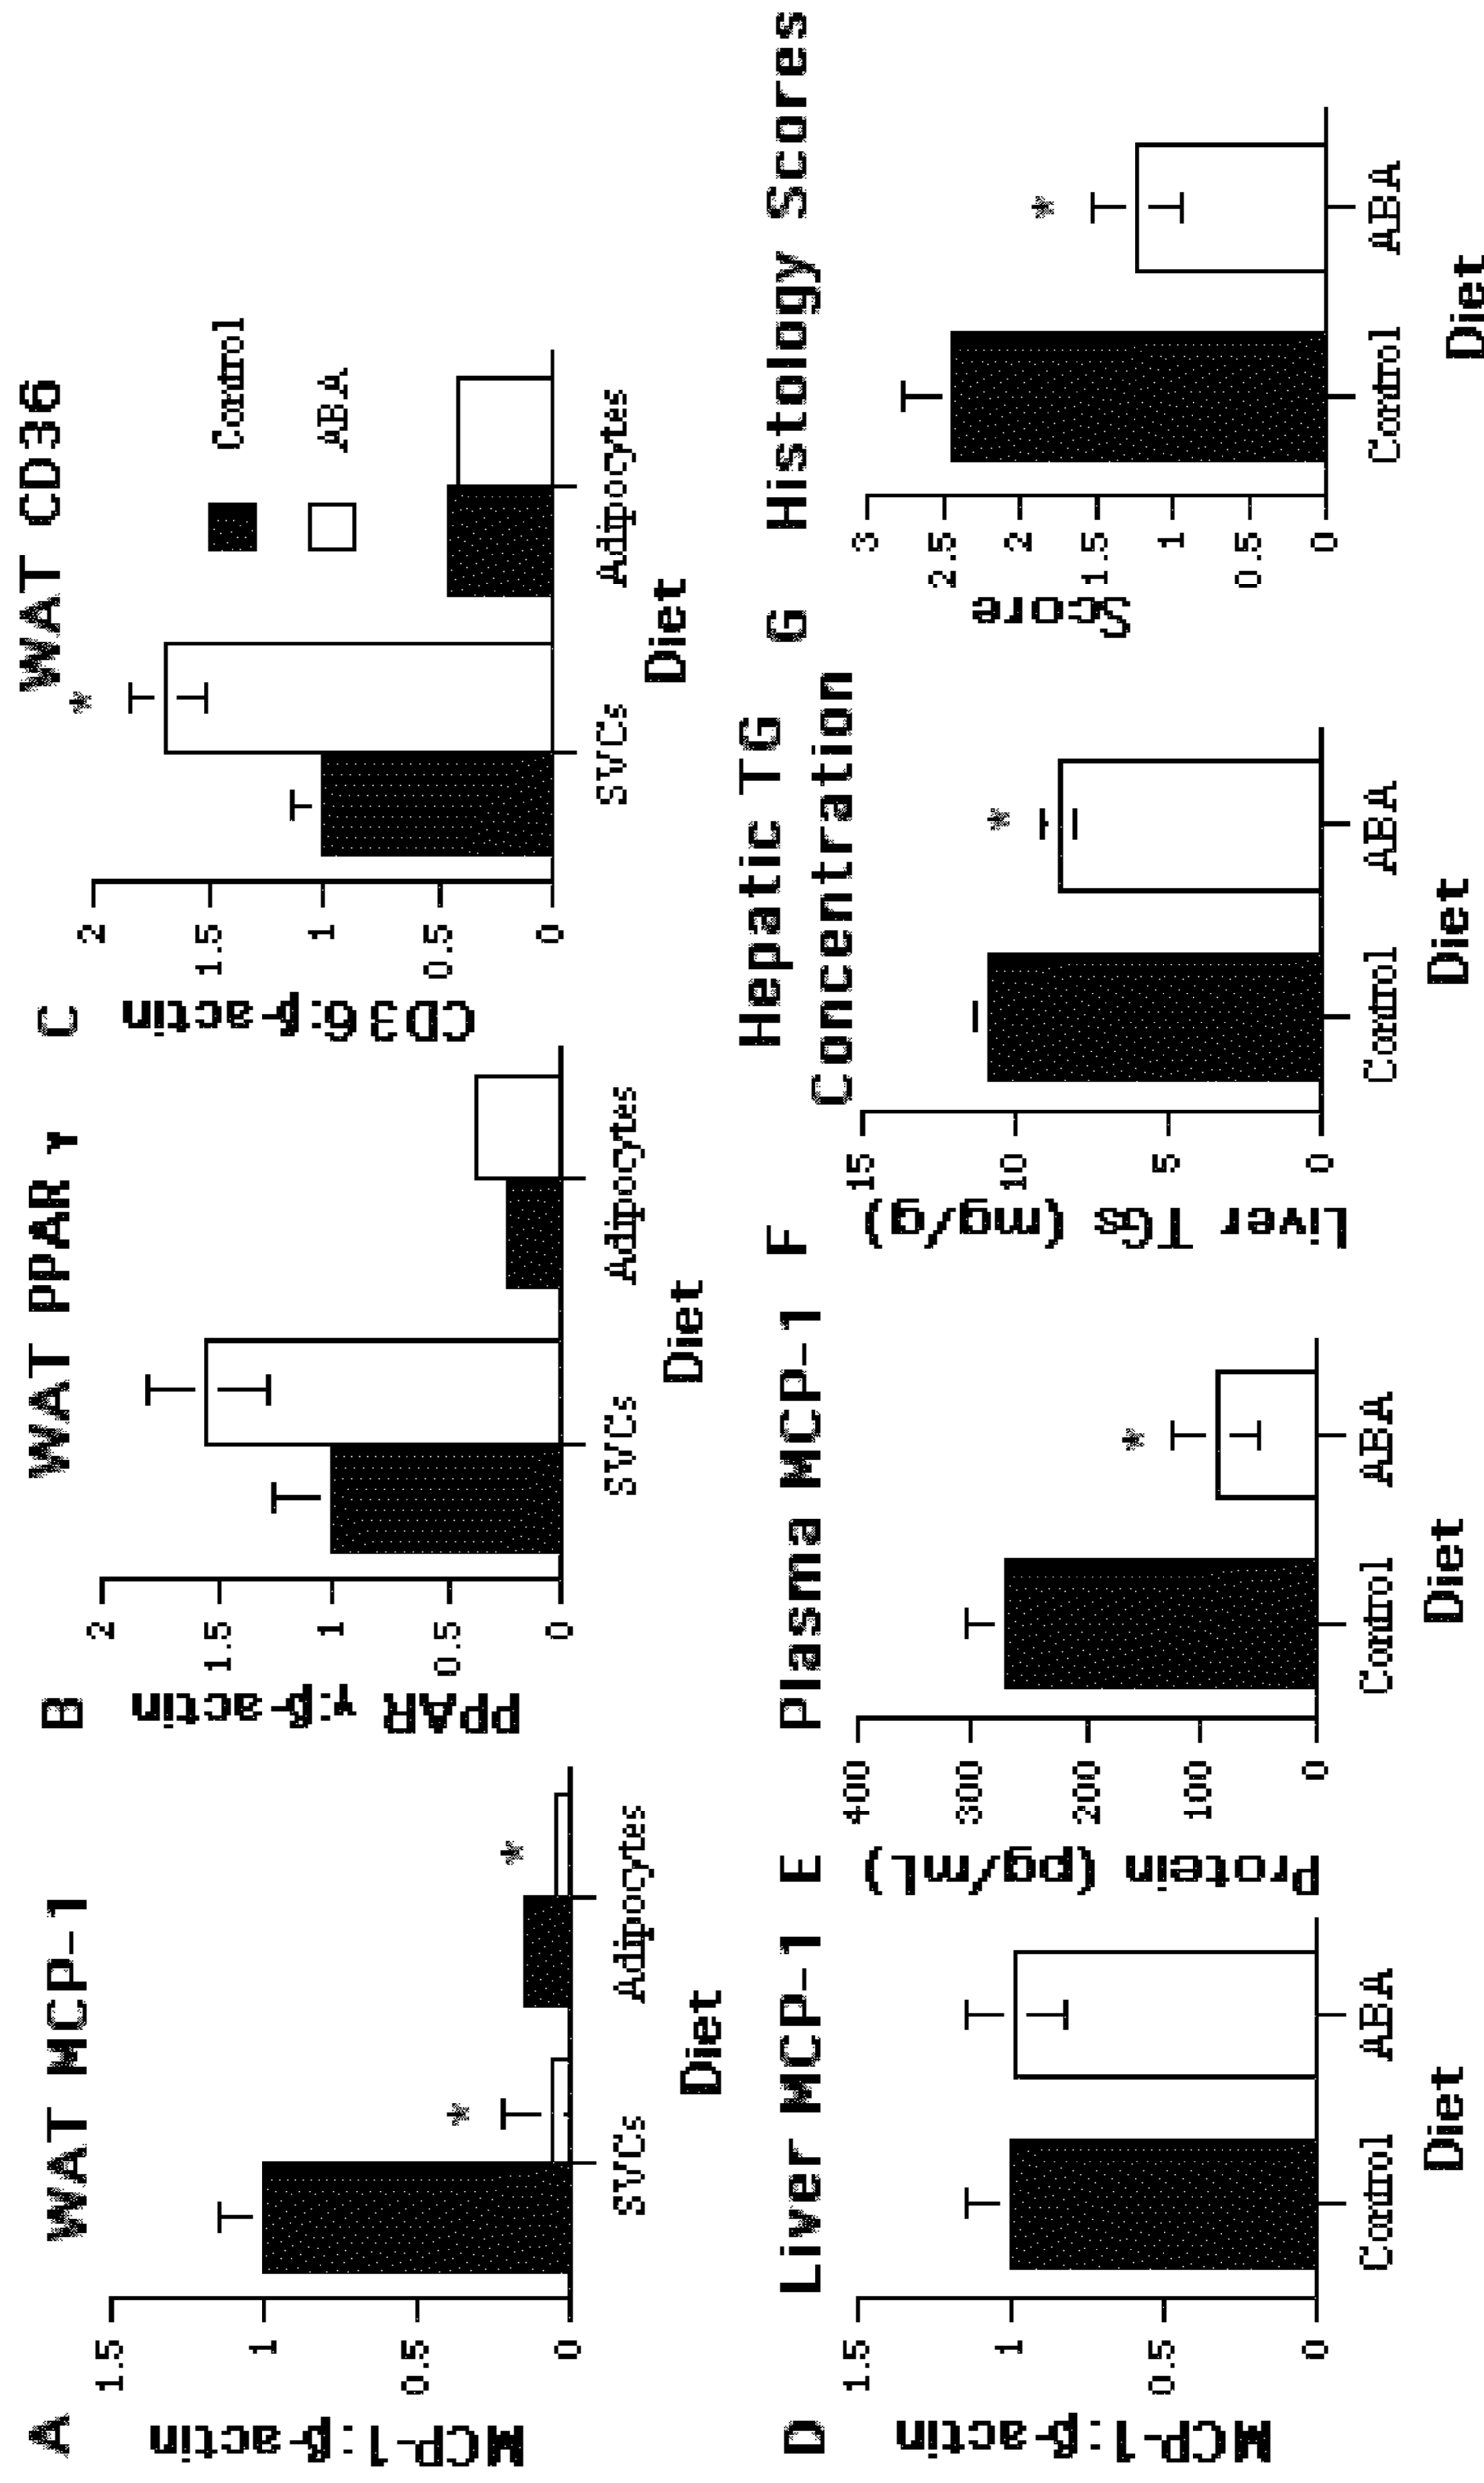 A WAT MCP-1
MCP-1:β-actin
1.5
1
0.5
0
SVCs
Adipocytes
Diet
*
*
B WAT PPAR γ
PPAR γ:β-actin
2
1.5
1
0.5
0
SVCs
Adipocytes
Diet
C WAT CD36
CD36:β-actin
2
1.5
1
0.5
0
SVCs
Adipocytes
Diet
*
Control
ABA
D Liver MCP-1
MCP-1:β-actin
1.5
1
0.5
0
Control
ABA
Diet
E Plasma MCP-1
Protein (pg/mL)
400
300
200
100
0
Control
ABA
Diet
*
F Hepatic TG
Concentration
Liver TGs (mg/g)
15
10
5
0
Control
ABA
Diet
*
G Histology Scores
Score
3
2.5
2
1.5
1
0.5
0
Control
ABA
Diet
*